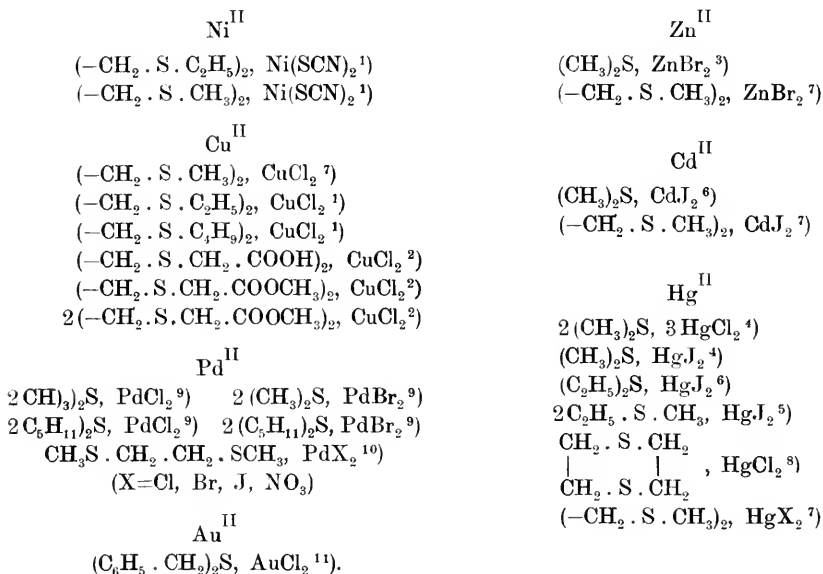 Ni^II
(—CH₂ . S . C₂H₅)₂, Ni(SCN)₂ ¹)
(—CH₂ . S . CH₃)₂, Ni(SCN)₂ ¹)
Cu^II
(—CH₂ . S . CH₃)₂, CuCl₂ ⁷)
(—CH₂ . S . C₂H₅)₂, CuCl₂ ¹)
(—CH₂ . S . C₄H₉)₂, CuCl₂ ¹)
(—CH₂ . S . CH₂ . COOH)₂, CuCl₂ ²)
(—CH₂ . S . CH₂ . COOCH₃)₂, CuCl₂ ²)
2 (—CH₂ . S . CH₂ . COOCH₃)₂, CuCl₂ ²)
Pd^II
2 CH)₃)₂S, PdCl₂ ⁹) 2 (CH₃)₂S, PdBr₂ ⁹)
2 C₅H₁₁)₂S, PdCl₂ ⁹) 2 (C₅H₁₁)₂S, PdBr₂ ⁹)
CH₃S . CH₂ . CH₂ . SCH₃, PdX₂ ¹⁰)
(X=Cl, Br, J, NO₃)
Au^II
(C₆H₅ . CH₂)₂S, AuCl₂ ¹¹).
Zn^II
(CH₃)₂S, ZnBr₂ ³)
(—CH₂ . S . CH₃)₂, ZnBr₂ ⁷)
Cd^II
(CH₃)₂S, CdJ₂ ⁶)
(—CH₂ . S . CH₃)₂, CdJ₂ ⁷)
Hg^II
2 (CH₃)₂S, 3 HgCl₂ ⁴)
(CH₃)₂S, HgJ₂ ⁴)
(C₂H₅)₂S, HgJ₂ ⁶)
2 C₂H₅ . S . CH₃, HgJ₂ ⁵)
CH₂ . S . CH₂
| | , HgCl₂ ⁸)
CH₂ . S . CH₂
(—CH₂ . S . CH₃)₂, HgX₂ ⁷)